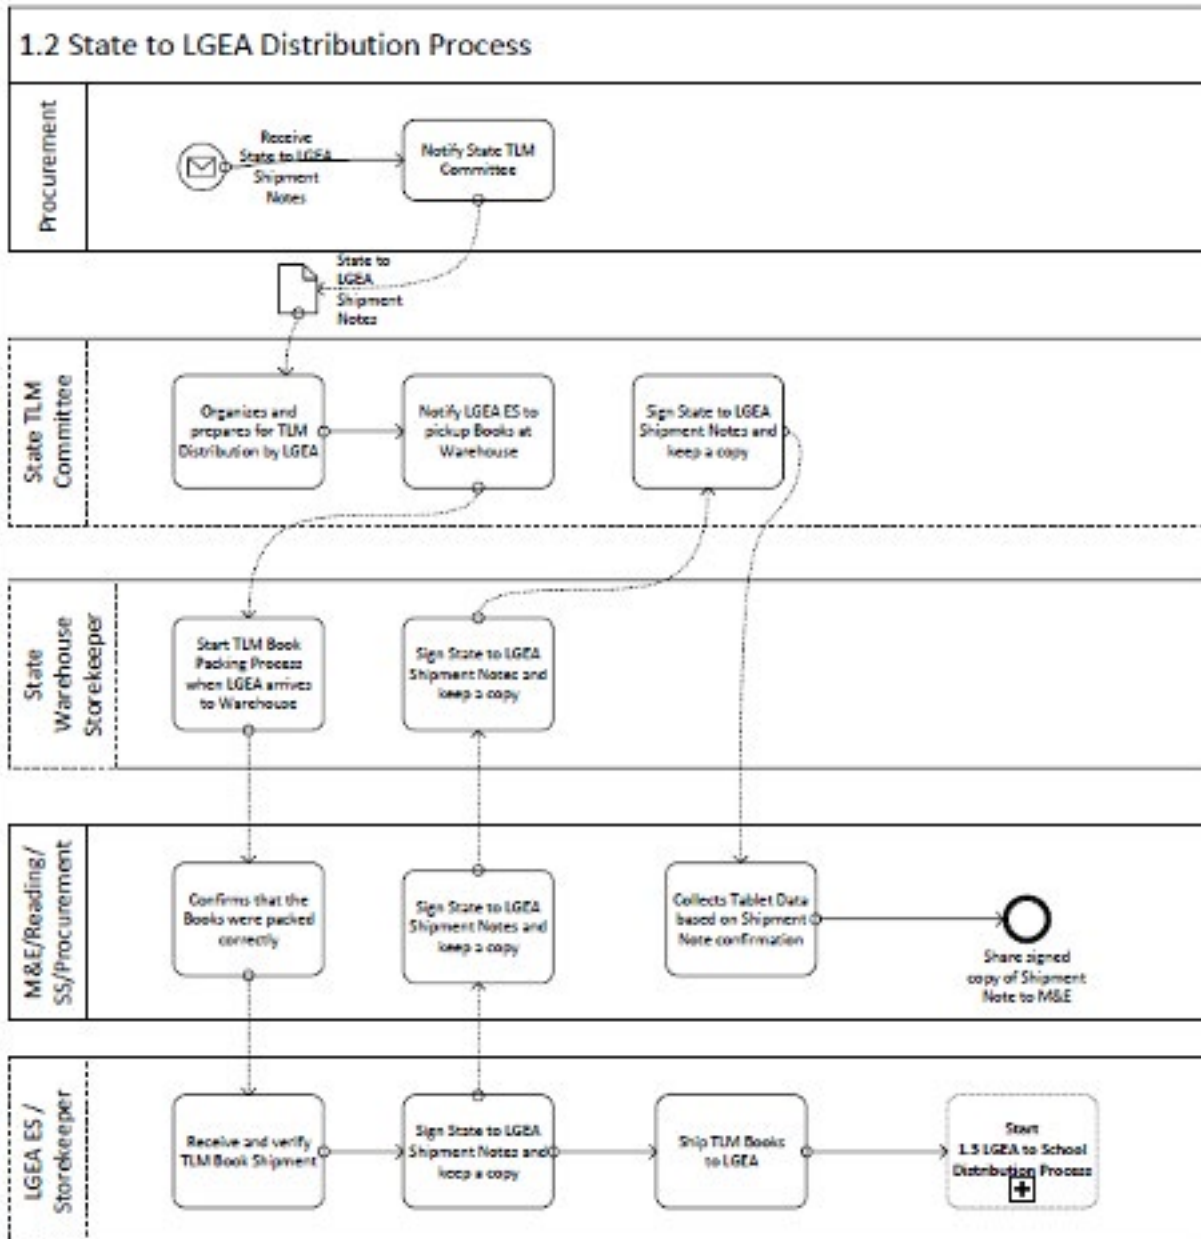 1.2 State to LGEA Distribution Process
Procurement
Receive
State to LGEA
Shipment
Notes
Notify State TLM
Committee
State to
LGEA
Shipment
Notes
State TLM
Committee
Organizes and
prepares for TLM
Distribution by LGEA
Notify LGEA ES to
pickup Books at
Warehouse
Sign State to LGEA
Shipment Notes and
keep a copy
State
Warehouse
Storekeeper
Start TLM Book
Packing Process
when LGEA arrives
to Warehouse
Sign State to LGEA
Shipment Notes and
keep a copy
M&E/Reading/
SS/Procurement
Confirms that the
Books were packed
correctly
Sign State to LGEA
Shipment Notes and
keep a copy
Collects Tablet Data
based on Shipment
Note confirmation
Share signed
copy of Shipment
Note to M&E
LGEA ES /
Storekeeper
Receive and verify
TLM Book Shipment
Sign State to LGEA
Shipment Notes and
keep a copy
Ship TLM Books
to LGEA
Start
1.3 LGEA to School
Distribution Process